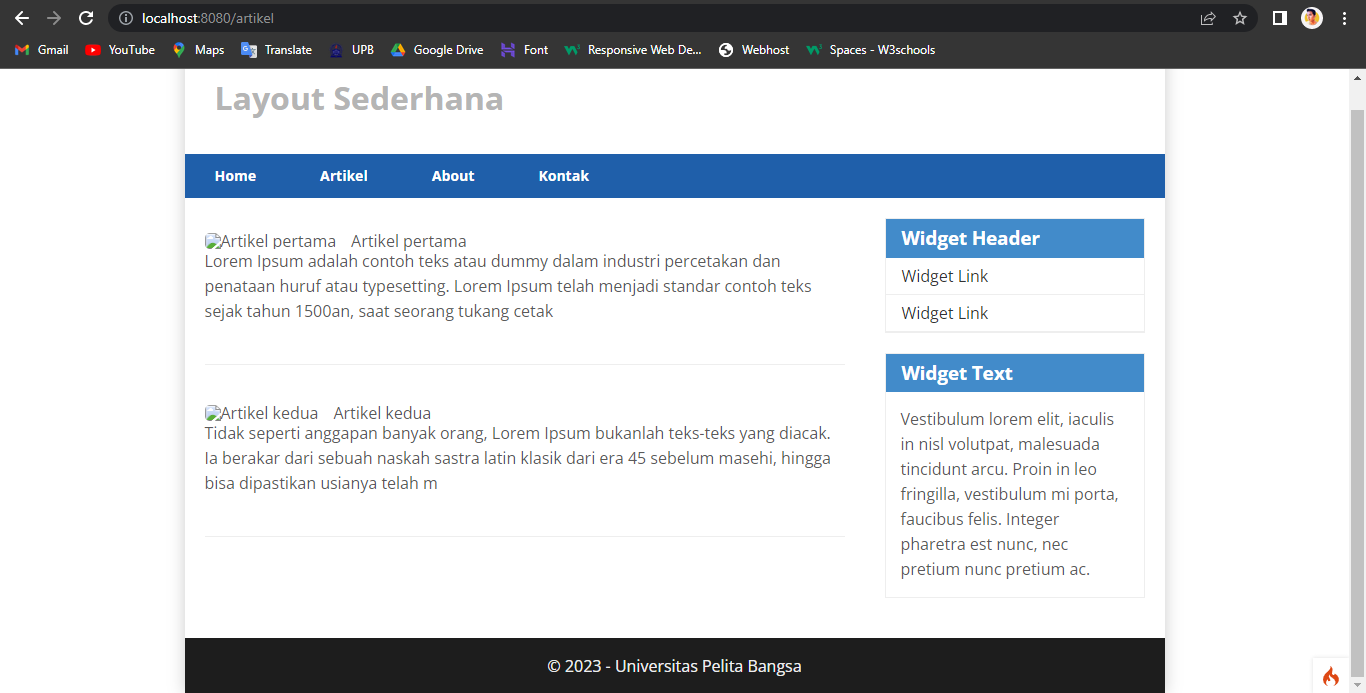 localhost:8080/artikel
Gmail YouTube Maps Translate UPB Google Drive Font Responsive Web De... Webhost Spaces - W3schools
Layout Sederhana
Home Artikel About Kontak
Artikel pertama Artikel pertama
Lorem Ipsum adalah contoh teks atau dummy dalam industri percetakan dan
penataan huruf atau typesetting. Lorem Ipsum telah menjadi standar contoh teks
sejak tahun 1500an, saat seorang tukang cetak
Artikel kedua Artikel kedua
Tidak seperti anggapan banyak orang, Lorem Ipsum bukanlah teks-teks yang diacak.
Ia berakar dari sebuah naskah sastra latin klasik dari era 45 sebelum masehi, hingga
bisa dipastikan usianya telah m
Widget Header
Widget Link
Widget Link
Widget Text
Vestibulum lorem elit, iaculis
in nisl volutpat, malesuada
tincidunt arcu. Proin in leo
fringilla, vestibulum mi porta,
faucibus felis. Integer
pharetra est nunc, nec
pretium nunc pretium ac.
© 2023 - Universitas Pelita Bangsa